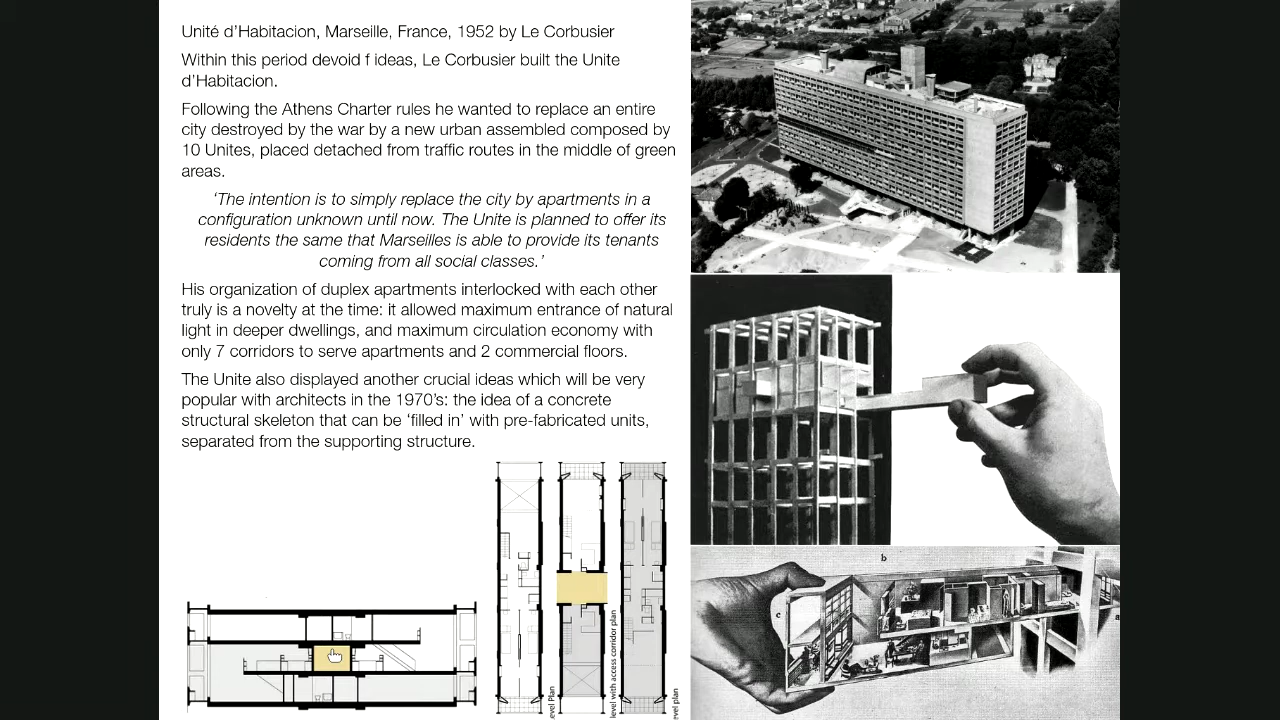 Unité d'Habitacion, Marseille, France, 1952 by Le Corbusier
Within this period devoid f ideas, Le Corbusier built the Unite
d'Habitacion.
Following the Athens Charter rules he wanted to replace an entire
city destroyed by the war by a new urban assembled composed by
10 Unites, placed detached from traffic routes in the middle of green
areas.
'The intention is to simply replace the city by apartments in a
configuration unknown until now. The Unite is planned to offer its
residents the same that Marseilles is able to provide its tenants
coming from all social classes.'
His organization of duplex apartments interlocked with each other
truly is a novelty at the time: it allowed maximum entrance of natural
light in deeper dwellings, and maximum circulation economy with
only 7 corridors to serve apartments and 2 commercial floors.
The Unite also displayed another crucial ideas which will be very
popular with architects in the 1970's: the idea of a concrete
structural skeleton that can be 'filled in' with pre-fabricated units,
separated from the supporting structure.
evel Plan
level with access corridor plan
evel plan
b
c
a